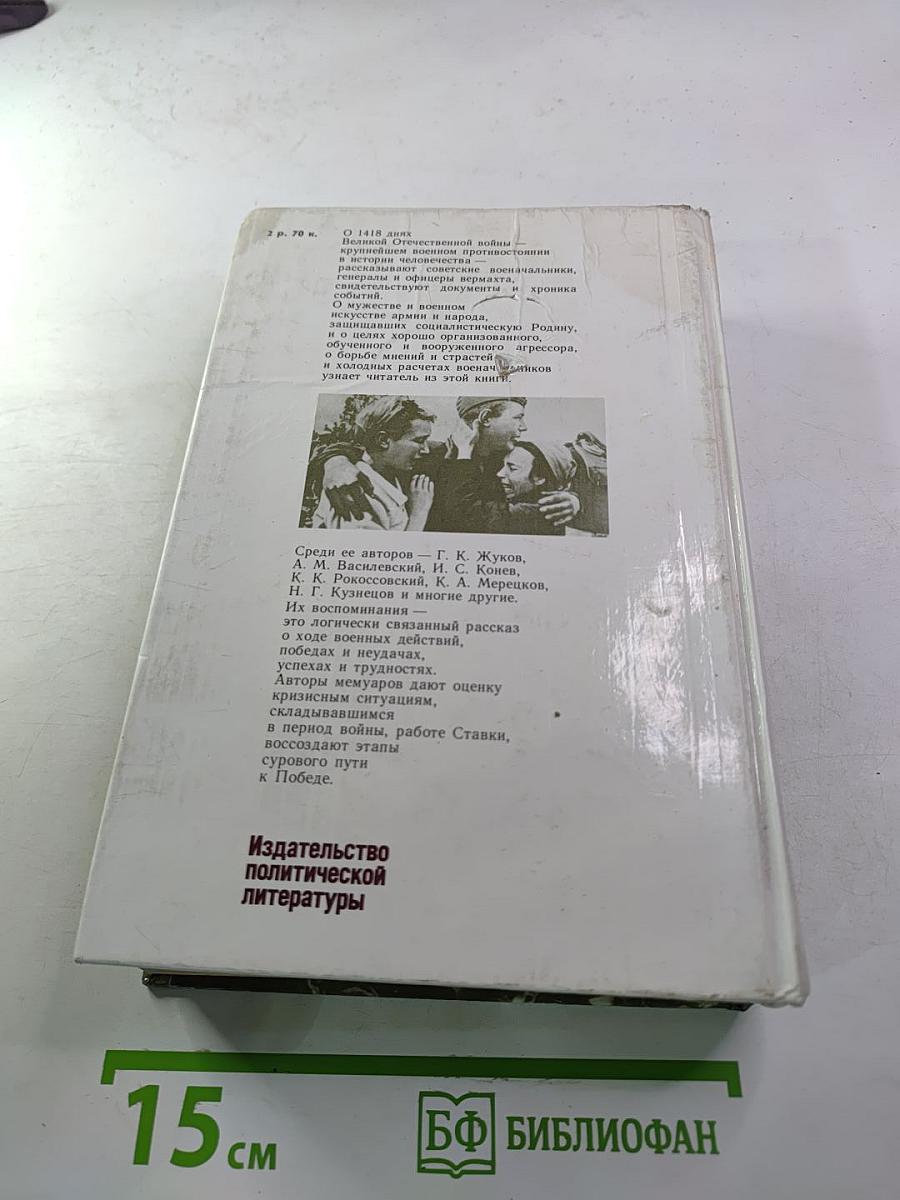 2 р. 70 к.
О 1418 днях
Великой Отечественной войны —
крупнейшем военном противостоянии
в истории человечества —
рассказывают советские военачальники,
генералы и офицеры вермахта,
свидетельствуют документы и хроника
событий.
О мужестве и военном
искусстве армии и народа,
защищавших социалистическую Родину,
и о целях хорошо организованного,
обученного и вооруженного агрессора,
о борьбе мнений и страстей
и холодных расчетах военачальников
узнает читатель из этой книги.
Среди ее авторов — Г. К. Жуков,
А. М. Василевский, И. С. Конев,
К. К. Рокоссовский, К. А. Мерецков,
Н. Г. Кузнецов и многие другие.
Их воспоминания —
это логически связанный рассказ
о ходе военных действий,
победах и неудачах,
успехах и трудностях.
Авторы мемуаров дают оценку
кризисным ситуациям,
складывавшимся
в период войны, работе Ставки,
воссоздают этапы
сурового пути
к Победе.
Издательство
политической
литературы
15 см
БФ БИБЛИОФАН